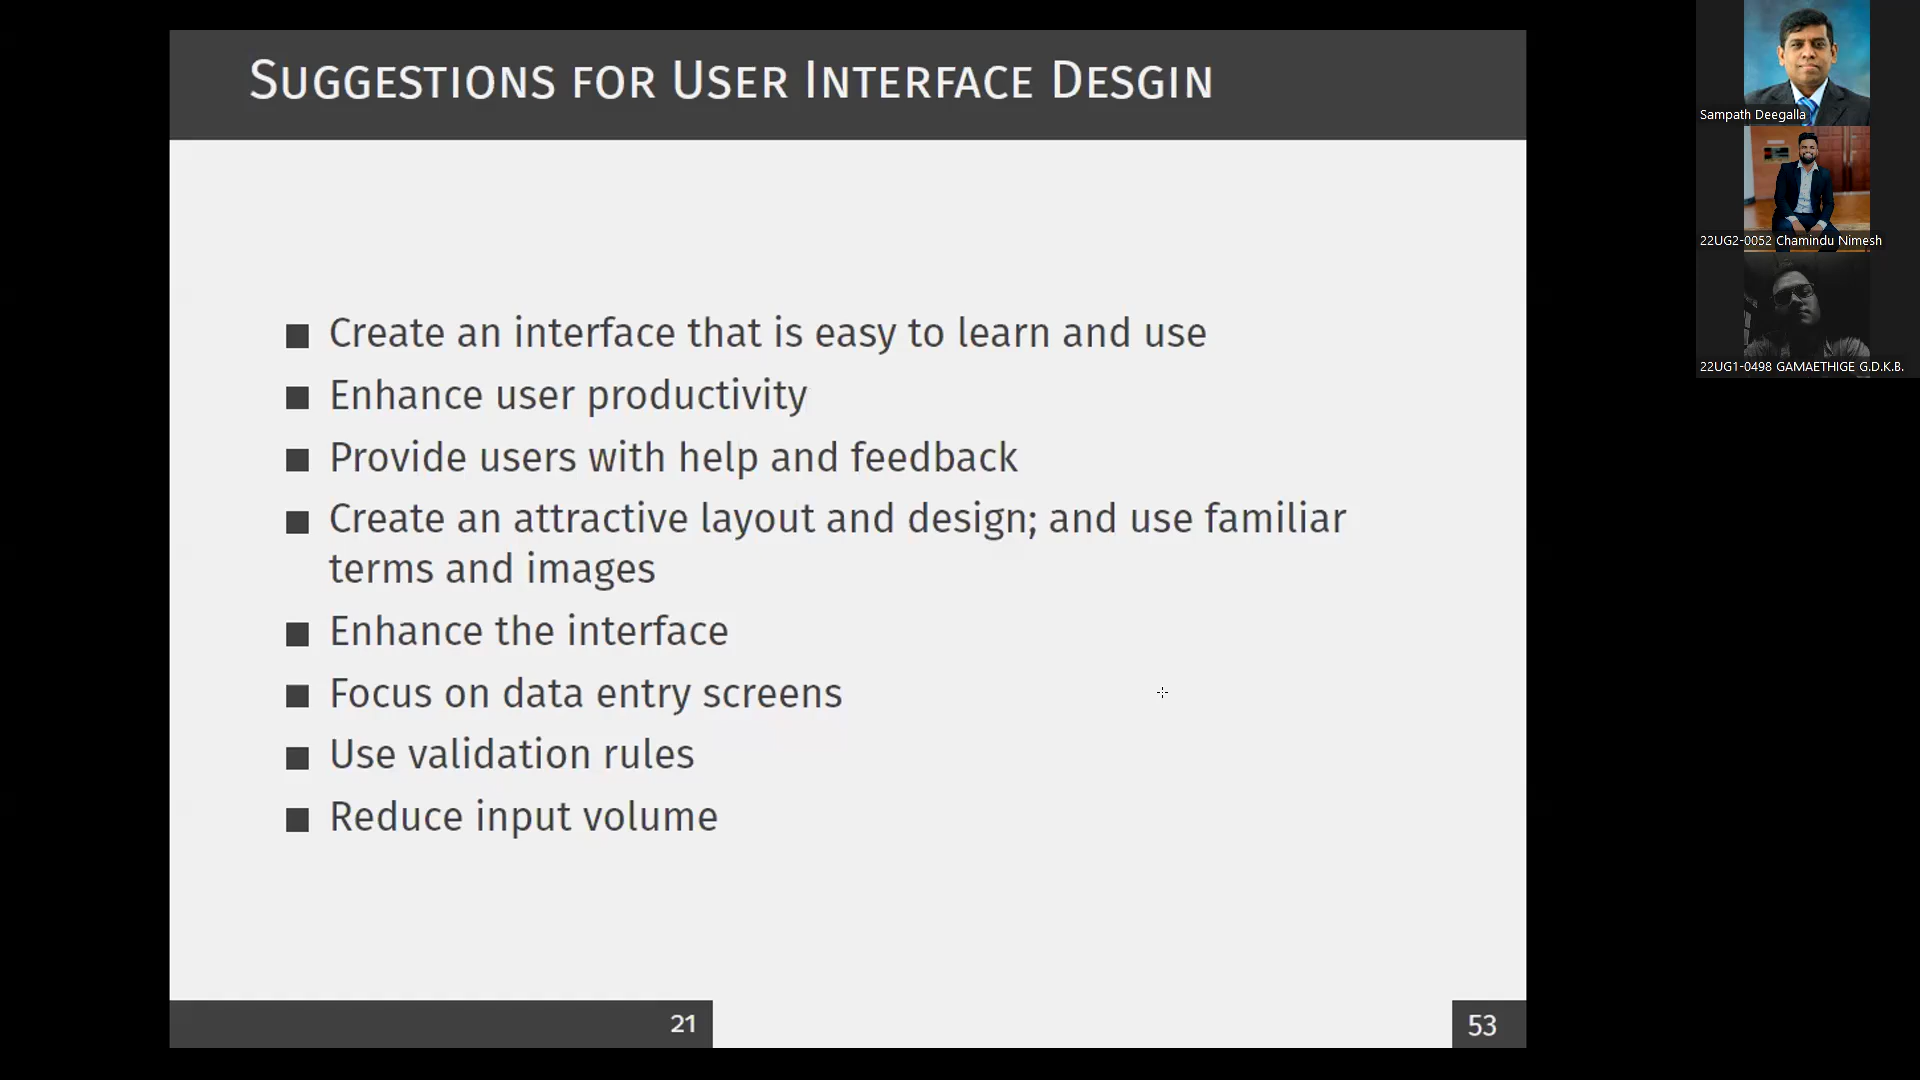 Suggestions for User Interface Desgin
■ Create an interface that is easy to learn and use
■ Enhance user productivity
■ Provide users with help and feedback
■ Create an attractive layout and design; and use familiar
terms and images
■ Enhance the interface
■ Focus on data entry screens
■ Use validation rules
■ Reduce input volume
21
53
Sampath Deegalla
22UG2-0052 Chamindu Nimesh
22UG1-0498 GAMAETHIGE G.D.K.B.